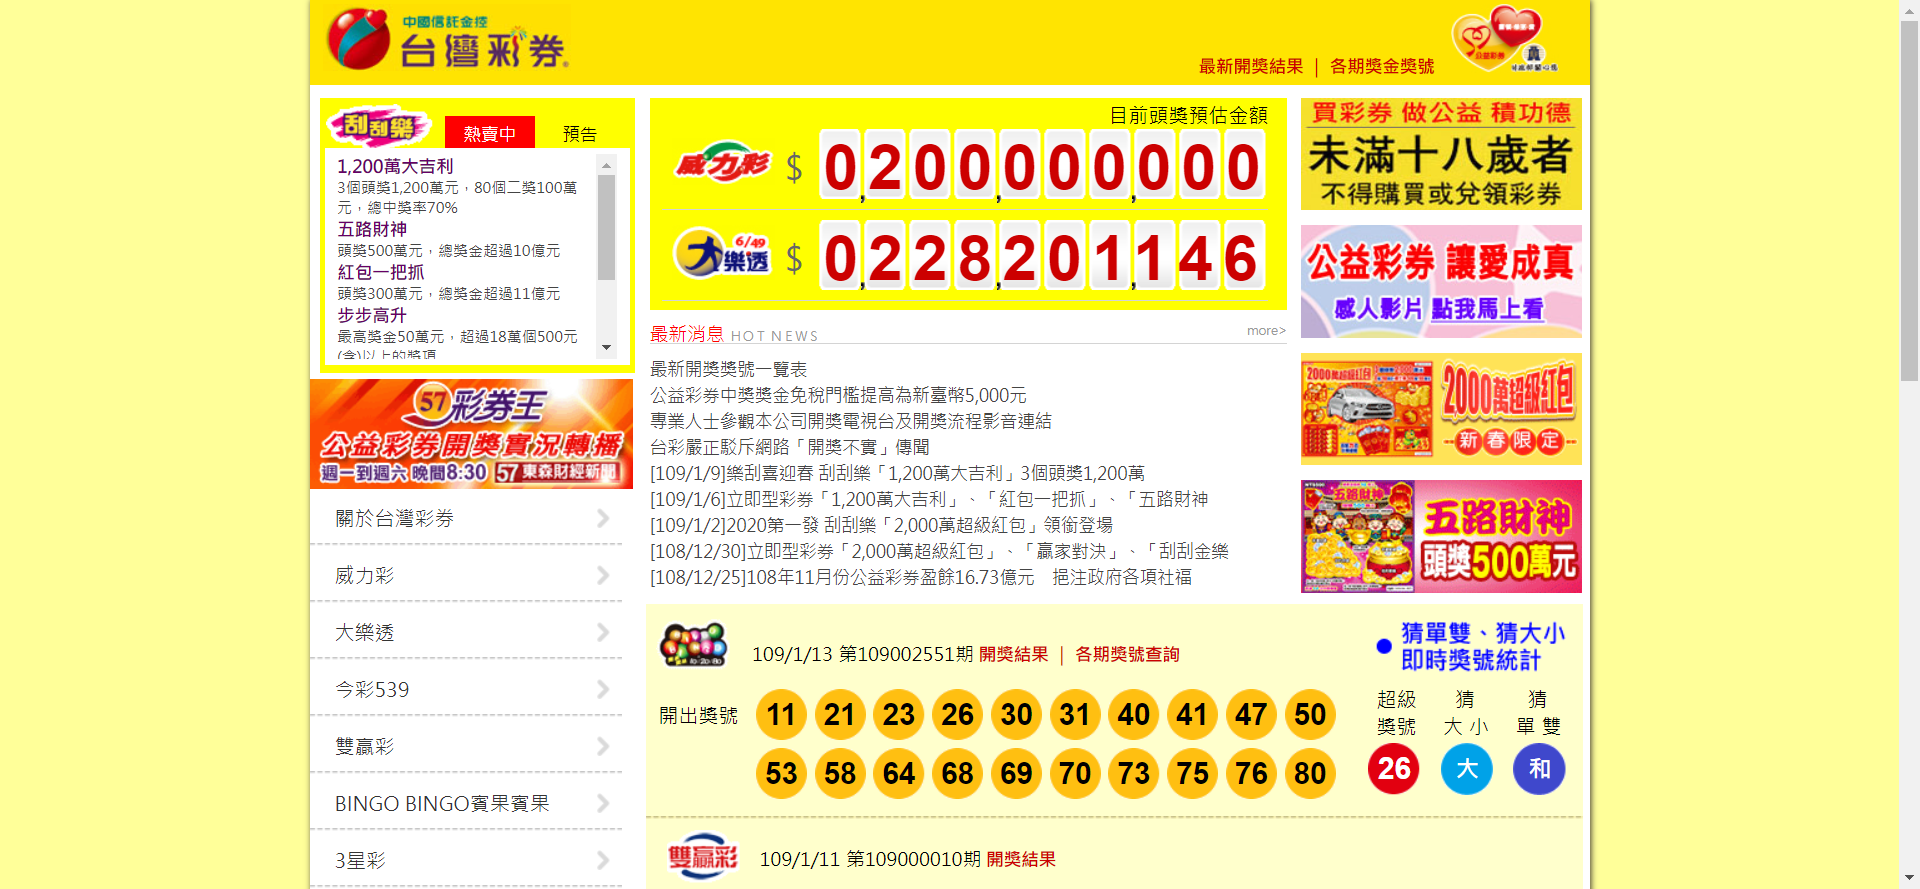 中國信託金控
台灣彩券
最新開獎結果 | 各期獎金獎號
刮刮樂
熱賣中
預告
1,200萬大吉利
3個頭獎1,200萬元，80個二獎100萬
元，總中獎率70%
五路財神
頭獎500萬元，總獎金超過10億元
紅包一把抓
頭獎300萬元，總獎金超過11億元
步步高升
最高獎金50萬元，超過18萬個500元
(含)以上的獎項
57彩券王
公益彩券開獎實況轉播
週一到週六 晚間8:30 57東森財經新聞
關於台灣彩券
威力彩
大樂透
今彩539
雙贏彩
BINGO BINGO賓果賓果
3星彩
目前頭獎預估金額
威力彩 $ 0,200,000,000
大樂透 6/49 $ 0,228,201,146
最新消息 HOT NEWS
more>
最新開獎獎號一覽表
公益彩券中獎獎金免稅門檻提高為新臺幣5,000元
專業人士參觀本公司開獎電視台及開獎流程影音連結
台彩嚴正駁斥網路「開獎不實」傳聞
[109/1/9]樂刮喜迎春 刮刮樂「1,200萬大吉利」3個頭獎1,200萬
[109/1/6]立即型彩券「1,200萬大吉利」、「紅包一把抓」、「五路財神
[109/1/2]2020第一發 刮刮樂「2,000萬超級紅包」領銜登場
[108/12/30]立即型彩券「2,000萬超級紅包」、「贏家對決」、「刮刮金樂
[108/12/25]108年11月份公益彩券盈餘16.73億元　挹注政府各項社福
買彩券 做公益 積功德
未滿十八歲者
不得購買或兌領彩券
公益彩券 讓愛成真
感人影片 點我馬上看
2000萬超級紅包
2000萬超級紅包
新春限定
五路財神
五路財神
頭獎500萬元
109/1/13 第109002551期 開獎結果 | 各期獎號查詢
● 猜單雙、猜大小
即時獎號統計
開出獎號
11 21 23 26 30 31 40 41 47 50
53 58 64 68 69 70 73 75 76 80
超級
獎號
猜
大 小
猜
單 雙
26 大 和
雙贏彩
109/1/11 第109000010期 開獎結果